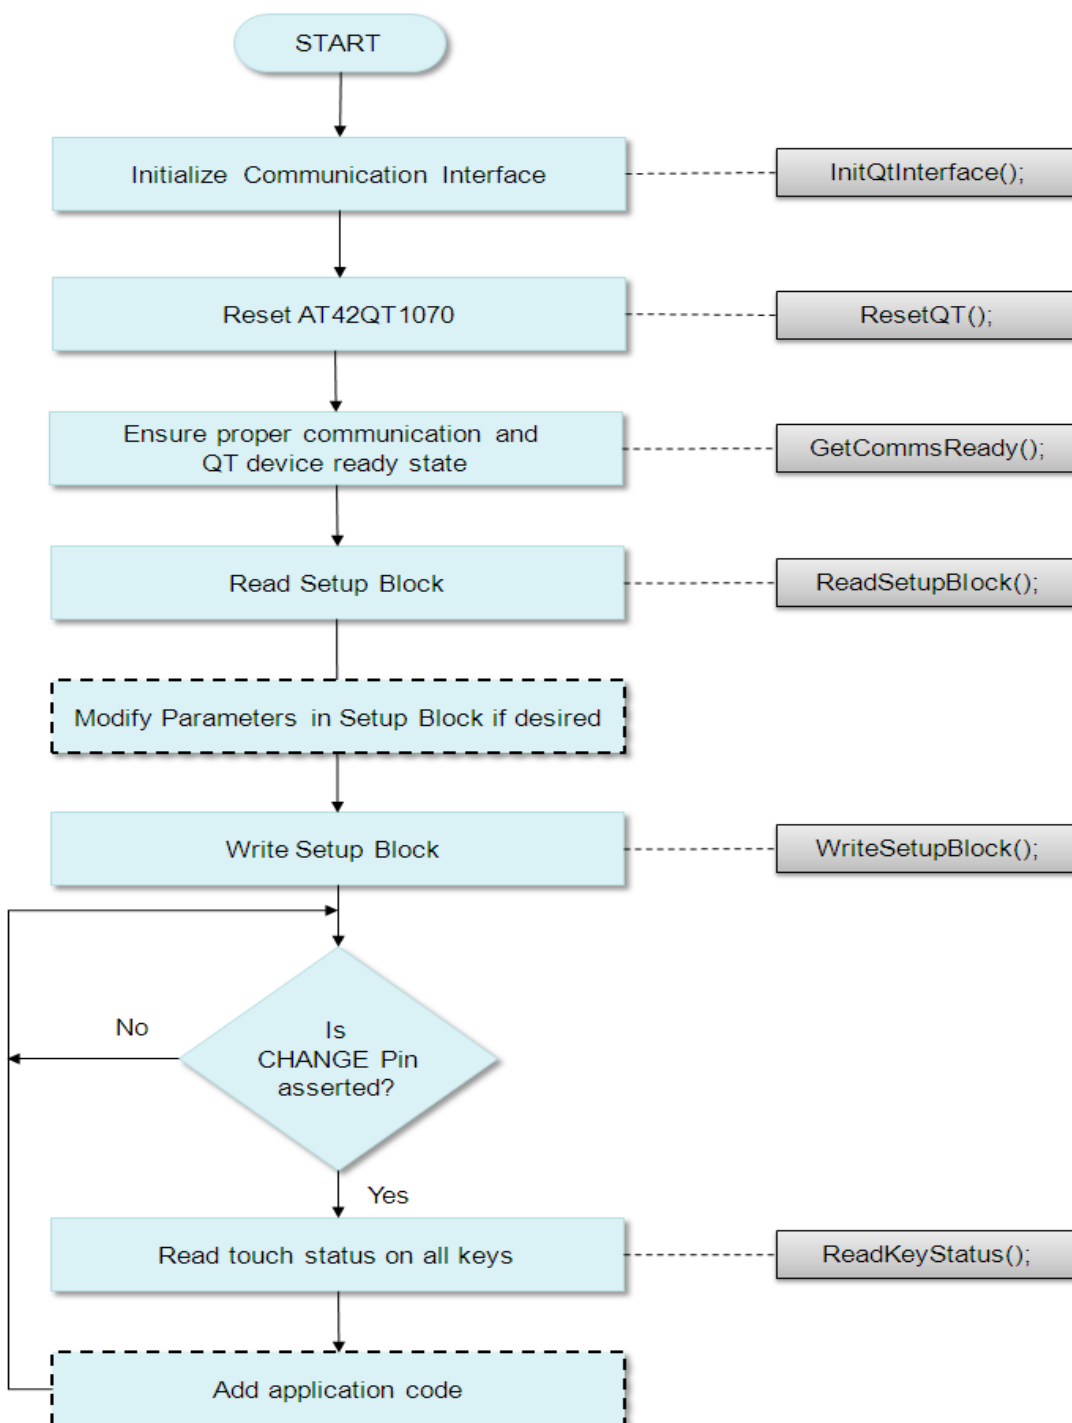 START
Initialize Communication Interface
InitQtInterface();
Reset AT42QT1070
ResetQT();
Ensure proper communication and
QT device ready state
GetCommsReady();
Read Setup Block
ReadSetupBlock();
Modify Parameters in Setup Block if desired
Write Setup Block
WriteSetupBlock();
No
Is
CHANGE Pin
asserted?
Yes
Read touch status on all keys
ReadKeyStatus();
Add application code